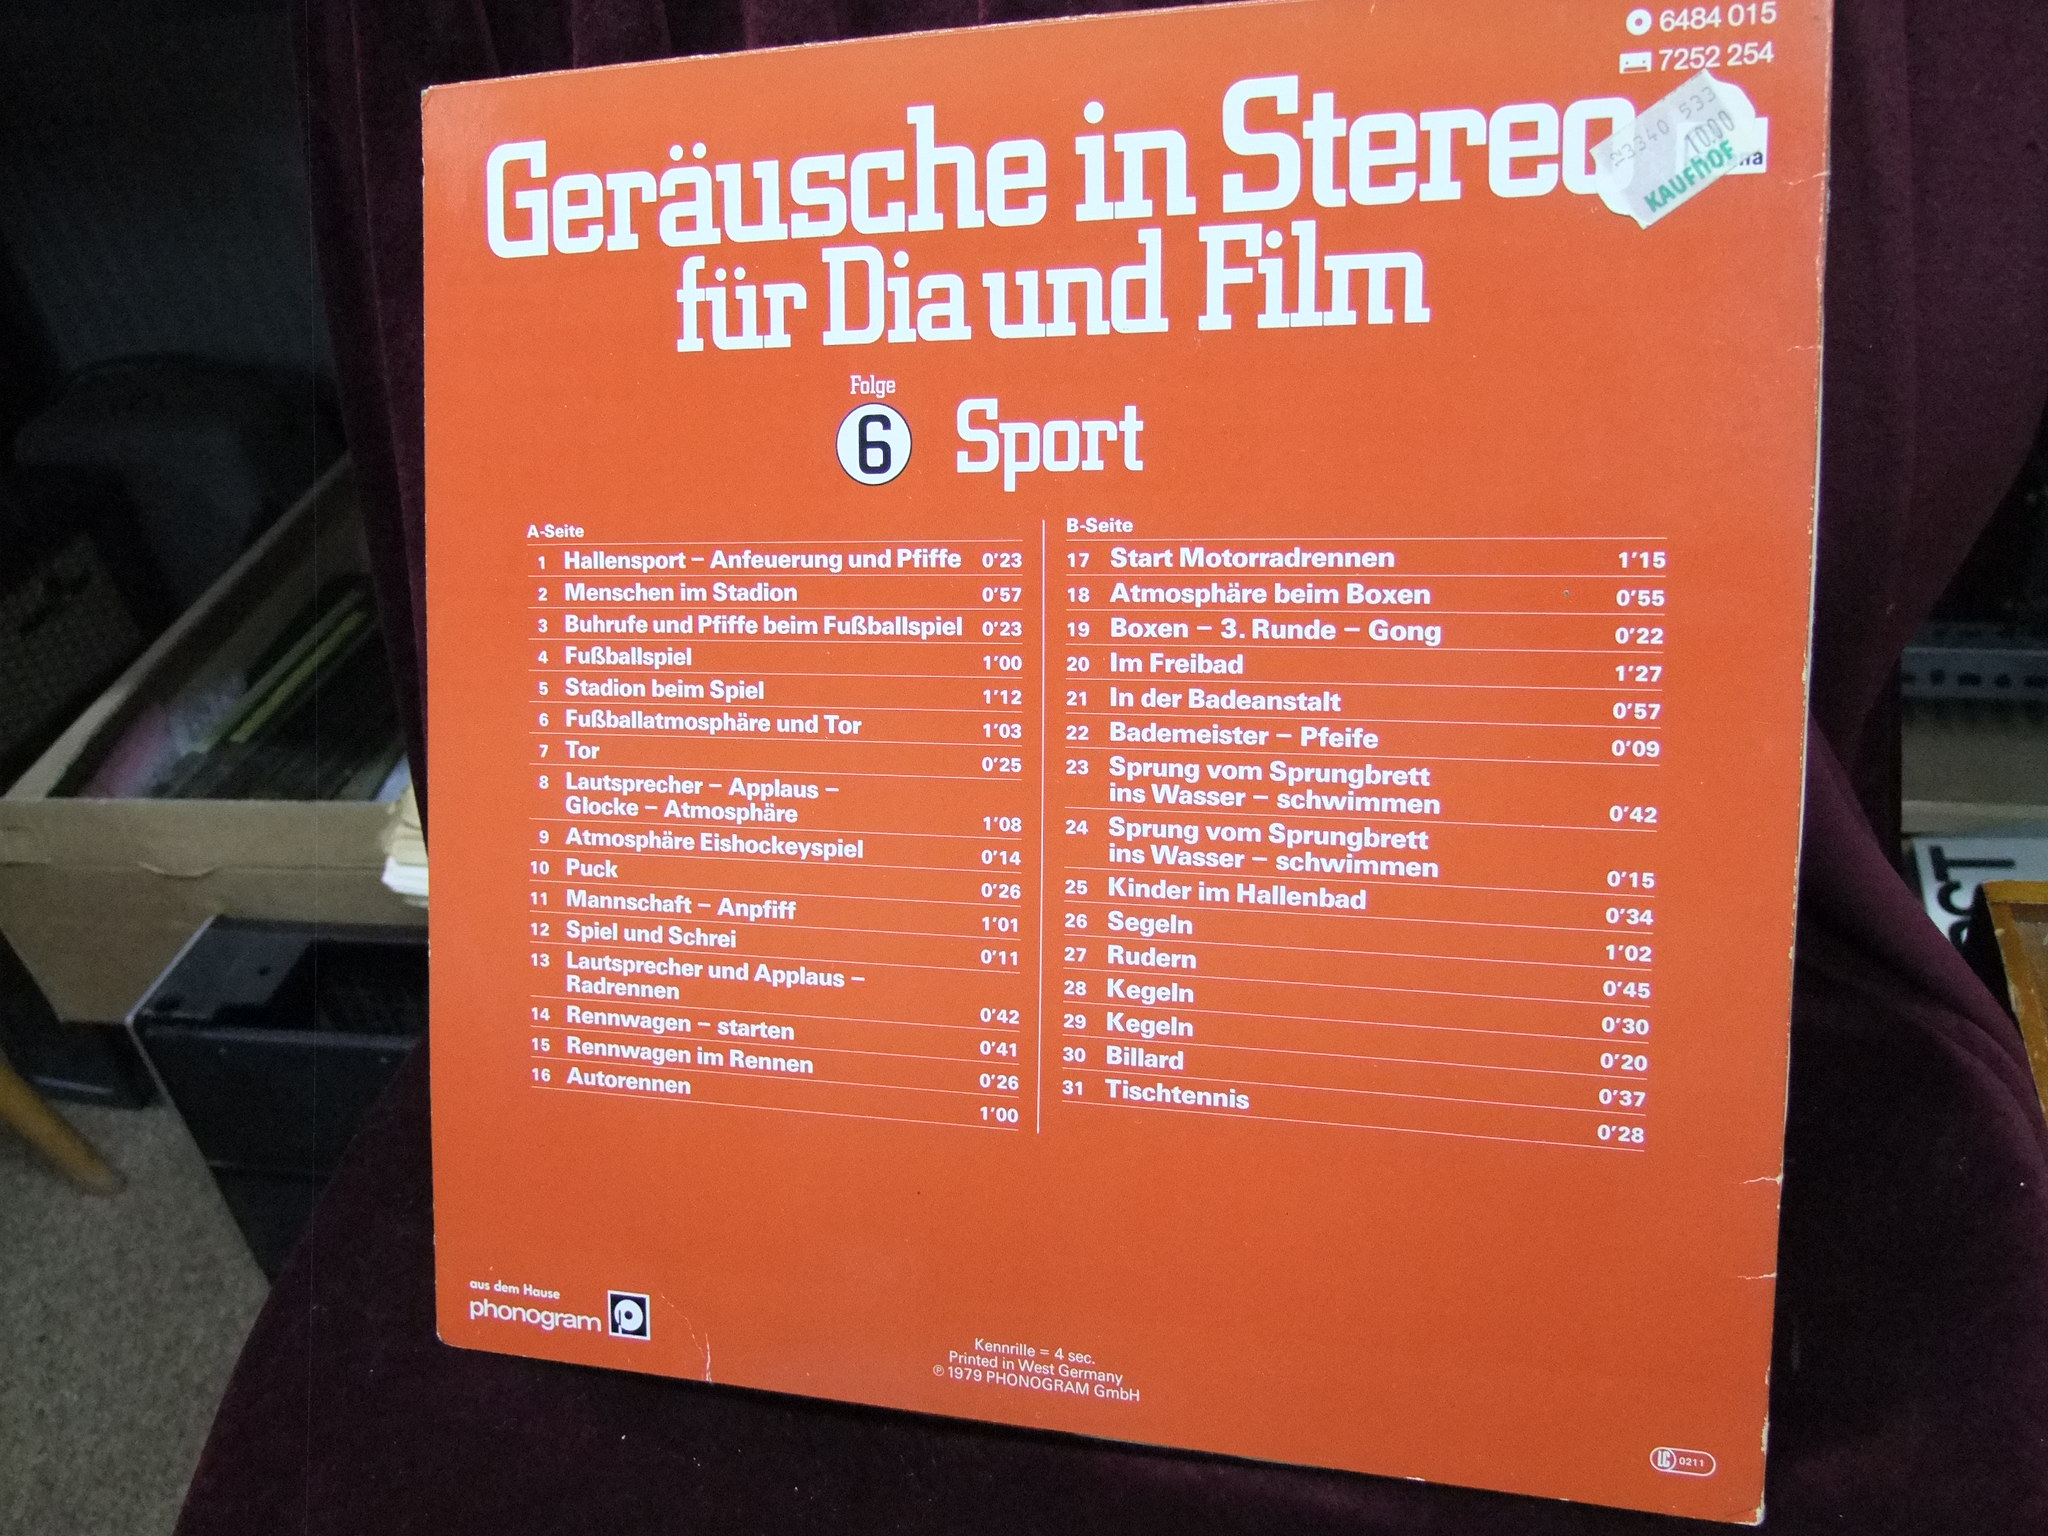 6484 015
7252 254
Geräusche in Stereo
für Dia und Film
23340 533
10.00
KAUFHOF
Folge
6 Sport
A-Seite
1 Hallensport – Anfeuerung und Pfiffe 0'23
2 Menschen im Stadion 0'57
3 Buhrufe und Pfiffe beim Fußballspiel 0'23
4 Fußballspiel 1'00
5 Stadion beim Spiel 1'12
6 Fußballatmosphäre und Tor 1'03
7 Tor 0'25
8 Lautsprecher – Applaus –
Glocke – Atmosphäre 1'08
9 Atmosphäre Eishockeyspiel 0'14
10 Puck 0'26
11 Mannschaft – Anpfiff 1'01
12 Spiel und Schrei 0'11
13 Lautsprecher und Applaus –
Radrennen 0'42
14 Rennwagen – starten 0'41
15 Rennwagen im Rennen 0'26
16 Autorennen 1'00
B-Seite
17 Start Motorradrennen 1'15
18 Atmosphäre beim Boxen 0'55
19 Boxen – 3. Runde – Gong 0'22
20 Im Freibad 1'27
21 In der Badeanstalt 0'57
22 Bademeister – Pfeife 0'09
23 Sprung vom Sprungbrett
ins Wasser – schwimmen 0'42
24 Sprung vom Sprungbrett
ins Wasser – schwimmen 0'15
25 Kinder im Hallenbad 0'34
26 Segeln 1'02
27 Rudern 0'45
28 Kegeln 0'30
29 Kegeln 0'20
30 Billard 0'37
31 Tischtennis 0'28
aus dem Hause
phonogram
Kennrille = 4 sec.
Printed in West Germany
℗ 1979 PHONOGRAM GmbH
LC 0211